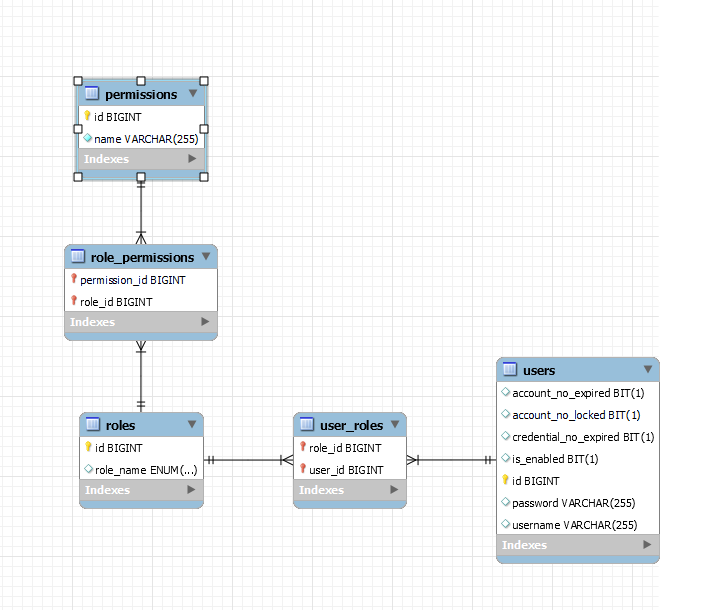 permissions
id BIGINT
name VARCHAR(255)
Indexes
role_permissions
permission_id BIGINT
role_id BIGINT
Indexes
roles
id BIGINT
role_name ENUM(...)
Indexes
user_roles
role_id BIGINT
user_id BIGINT
Indexes
users
account_no_expired BIT(1)
account_no_locked BIT(1)
credential_no_expired BIT(1)
is_enabled BIT(1)
id BIGINT
password VARCHAR(255)
username VARCHAR(255)
Indexes